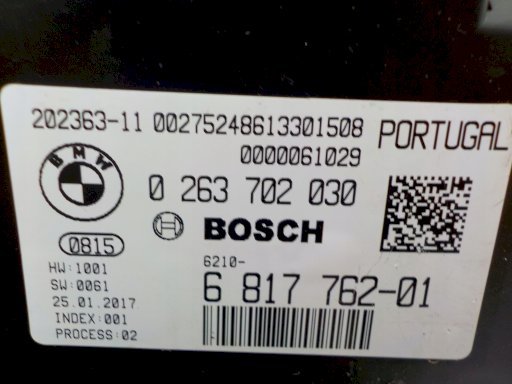 202363-11 00275248613301508 PORTUGAL
0000061029
BMW
0 263 702 030
BOSCH
0815
6210-
6 817 762-01
HW:1001
SW:0061
25.01.2017
INDEX:001
PROCESS:02